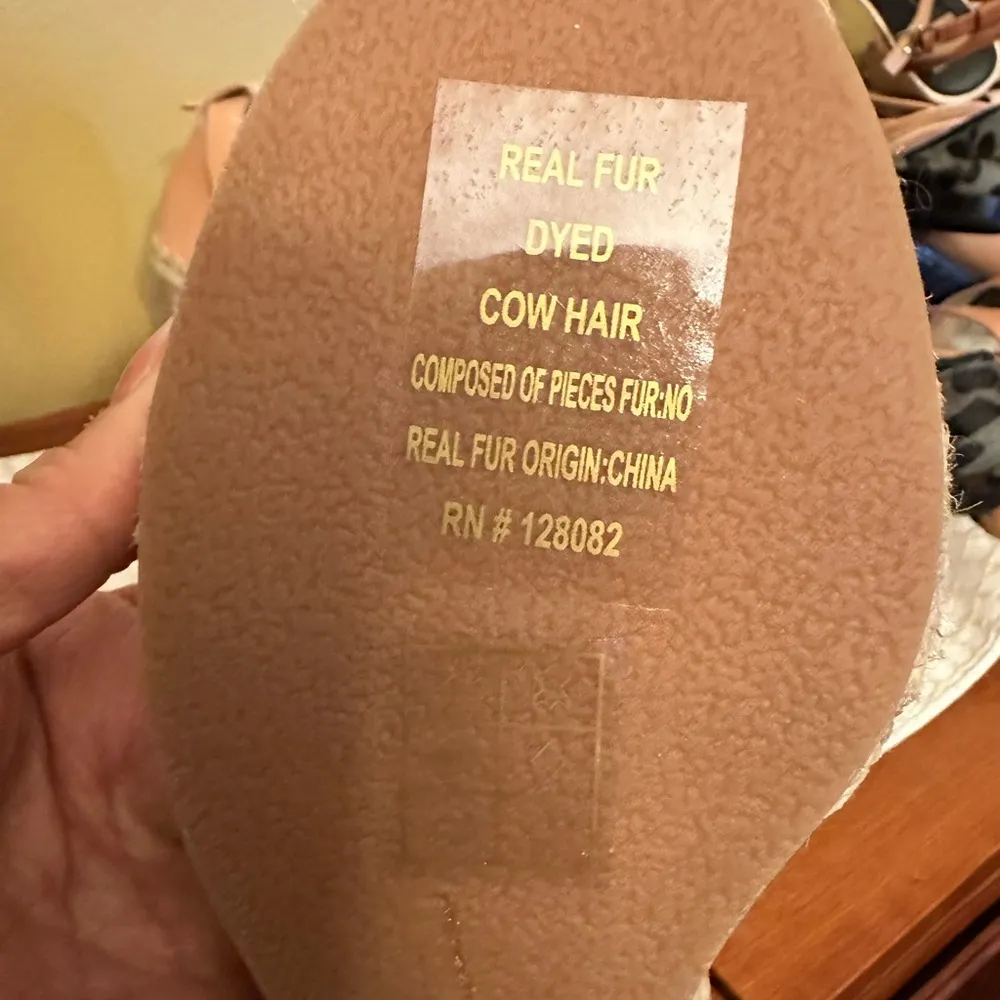 REAL FUR
DYED
COW HAIR
COMPOSED OF PIECES FUR:NO
REAL FUR ORIGIN:CHINA
RN # 128082